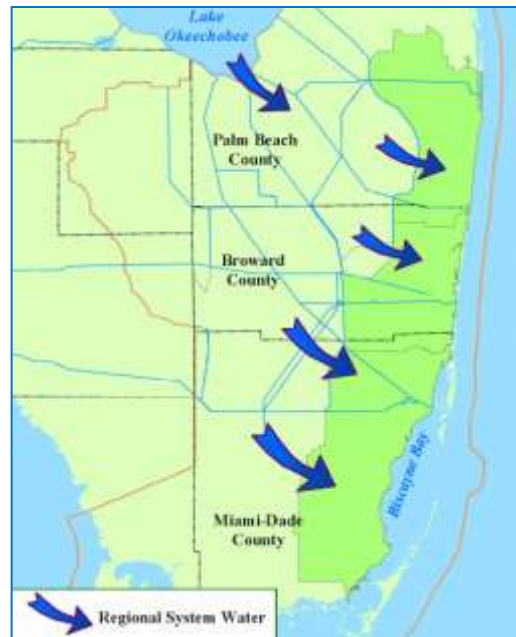 Lake
Okeechobee
Palm Beach
County
Broward
County
Biscayne Bay
Miami-Dade
County
Regional System Water